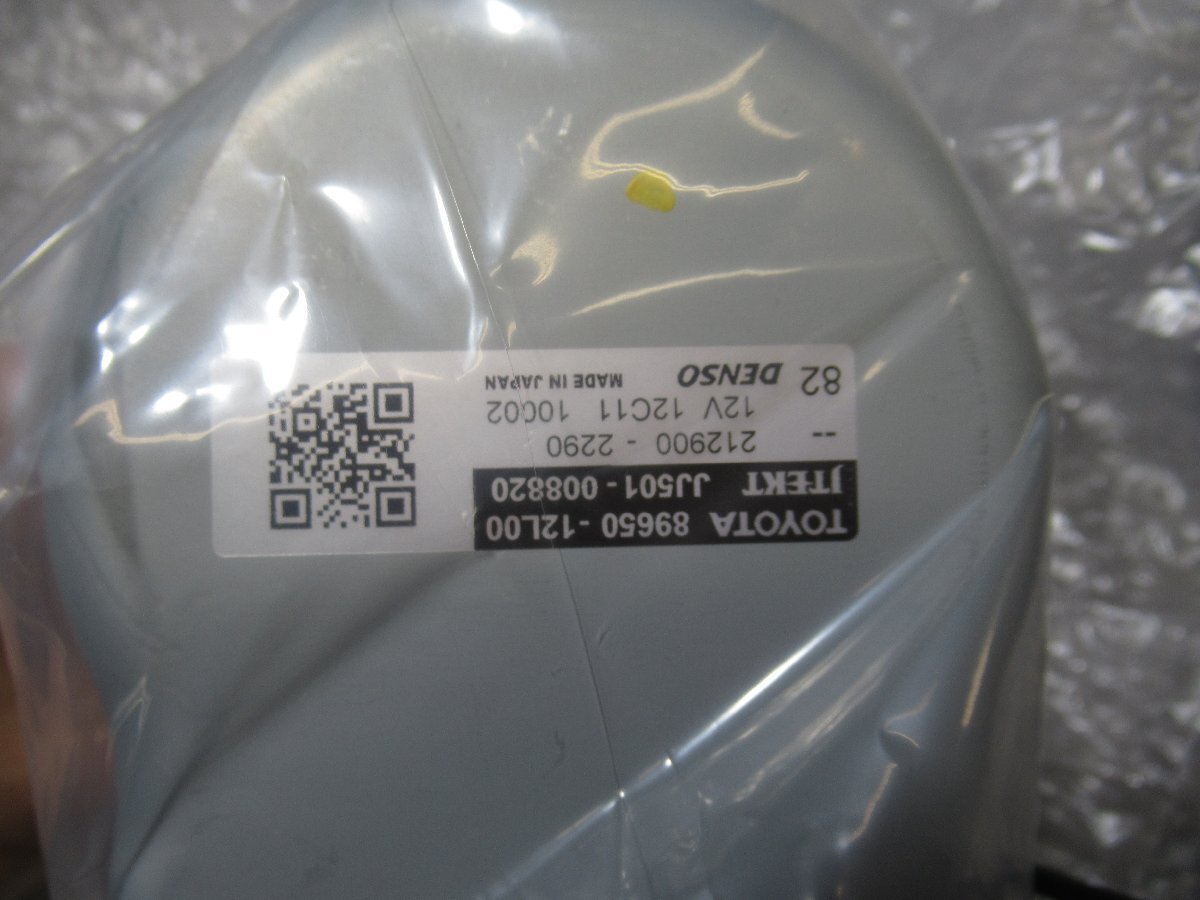 TOYOTA 89650-12L00
JTEKT JJ501-008820
-- 212900-2290
12V 12C11 10002
82 DENSO MADE IN JAPAN